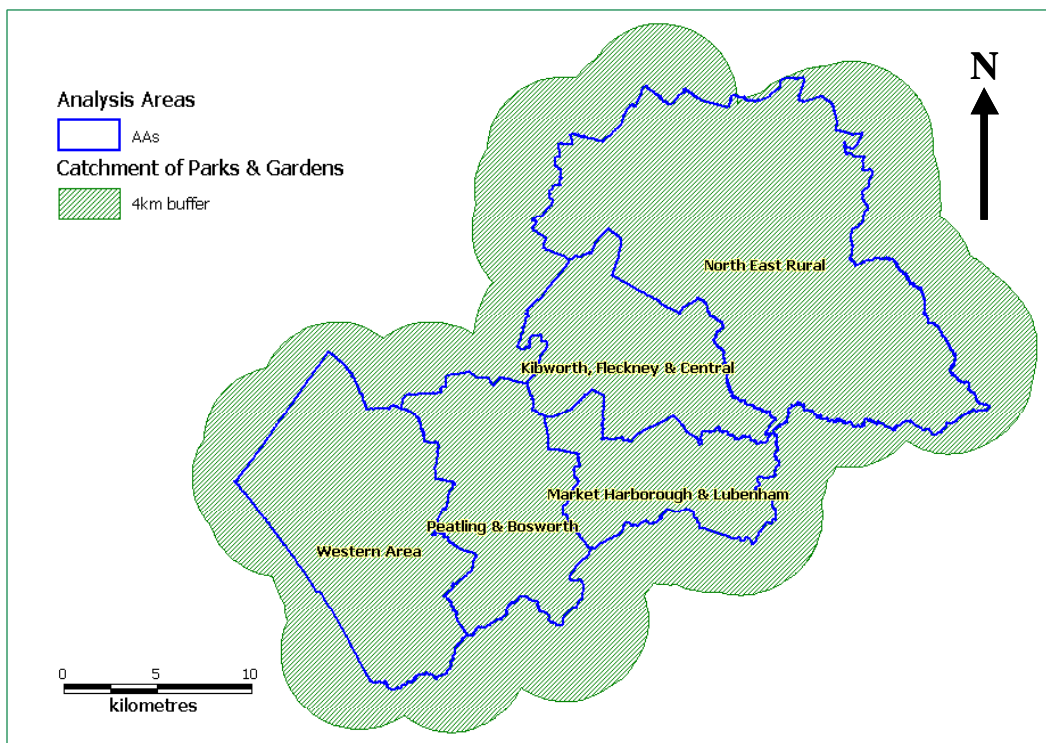 Analysis Areas
AAs
Catchment of Parks & Gardens
4km buffer
N
North East Rural
Kibworth, Fleckney & Central
Market Harborough & Lubenham
Peatling & Bosworth
Western Area
0 5 10
kilometres